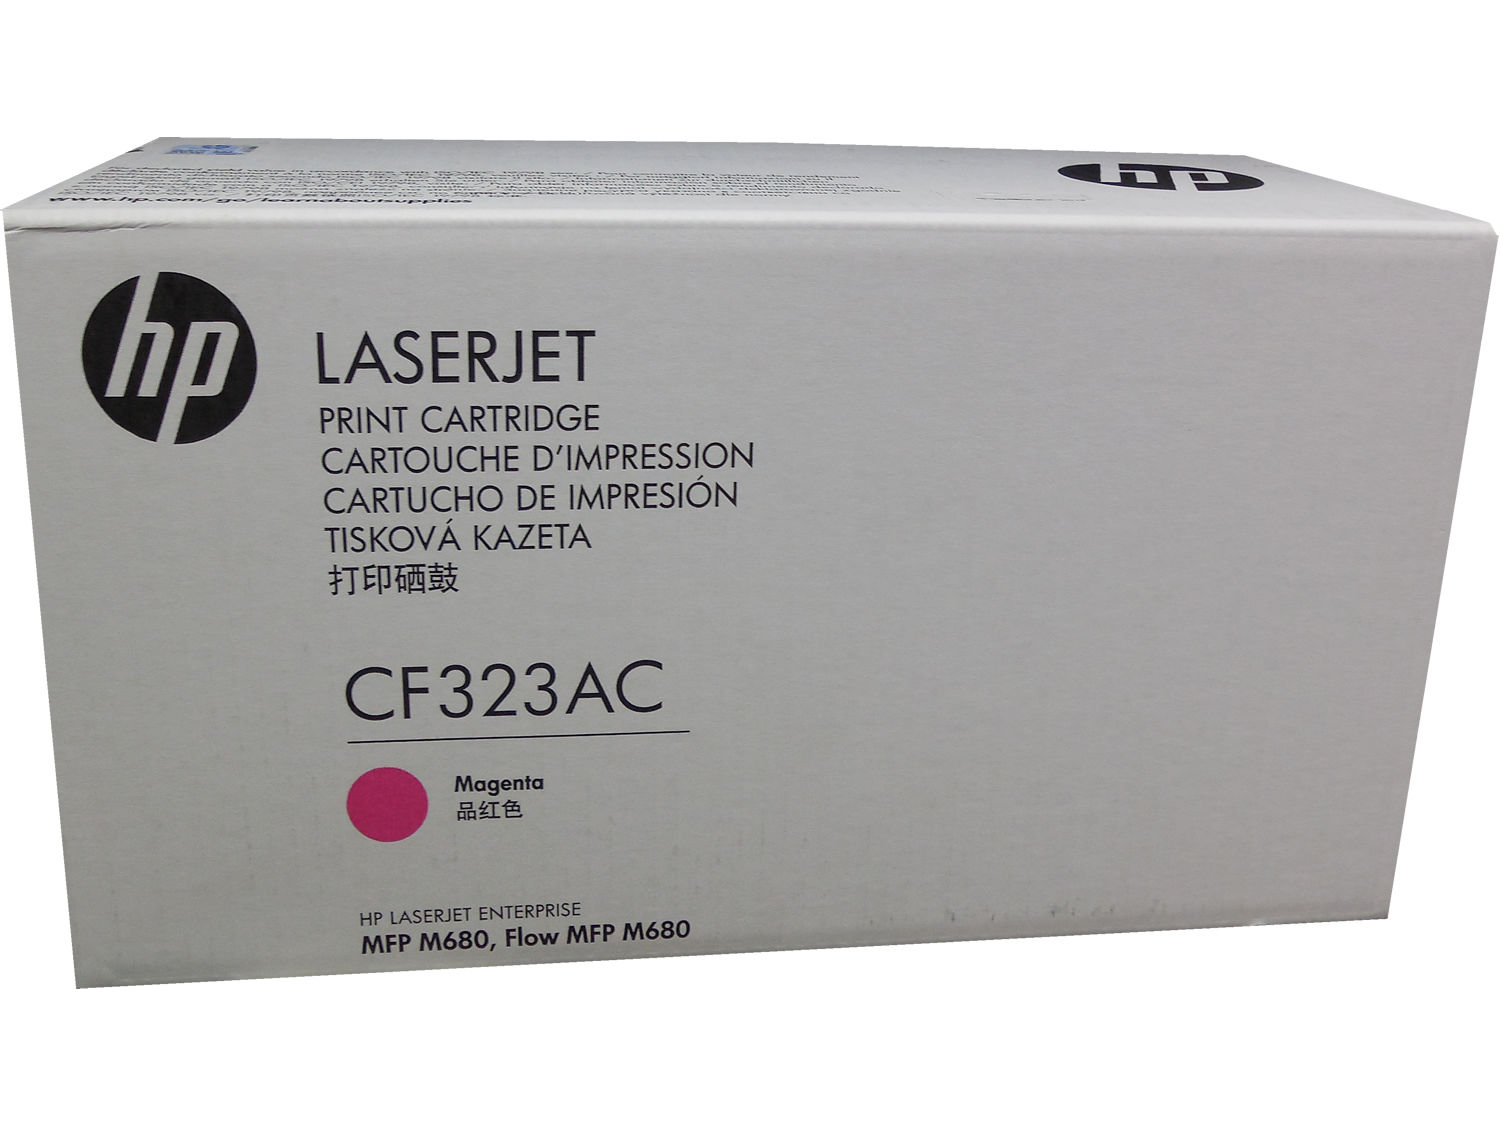 www.hp.com/go/learnaboutsupplies
hp
hp
LASERJET
PRINT CARTRIDGE
CARTOUCHE D'IMPRESSION
CARTUCHO DE IMPRESIÓN
TISKOVÁ KAZETA
打印硒鼓
CF323AC
Magenta
品红色
HP LASERJET ENTERPRISE
MFP M680, Flow MFP M680